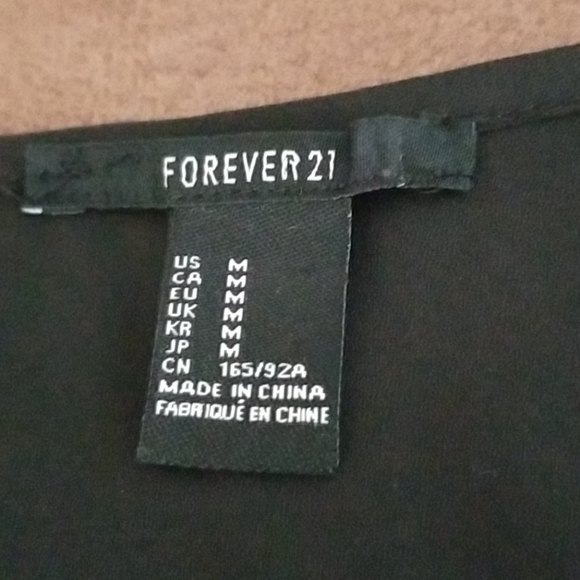 FOREVER 21
US M
CA M
EU M
UK M
KR M
JP M
CN 165/92A
MADE IN CHINA
FABRIQUÉ EN CHINE